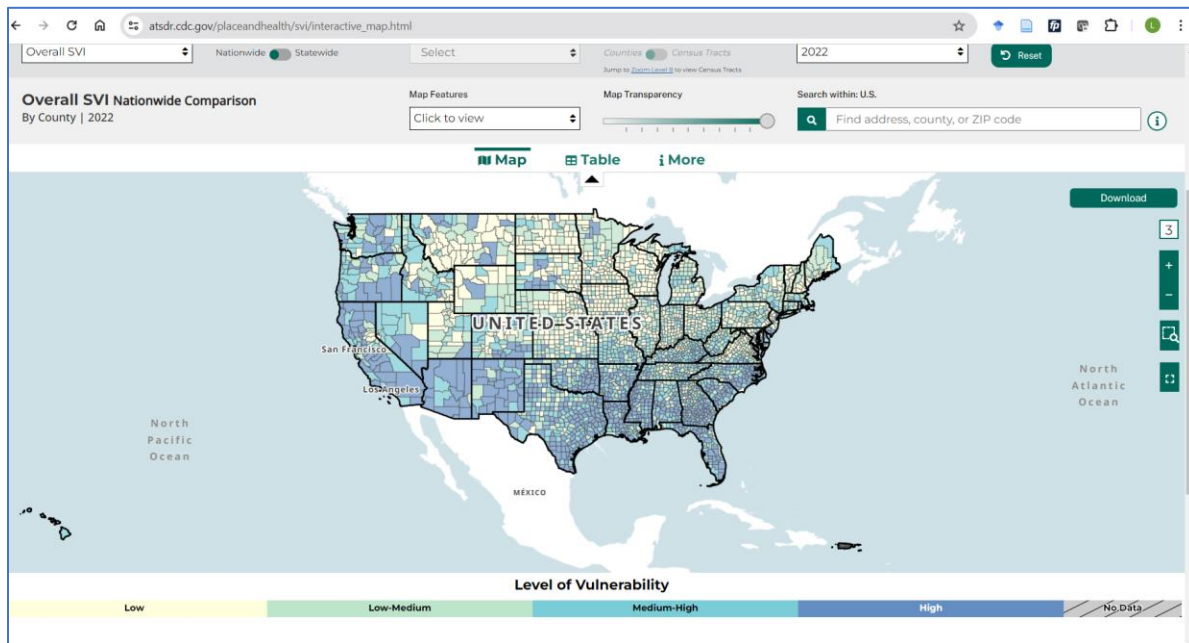 atsdr.cdc.gov/placeandhealth/svi/interactive_map.html
L
Overall SVI
Nationwide Statewide
Select
Counties Census Tracts
Jump to Zoom Level 8 to view Census Tracts
2022
Reset
Overall SVI Nationwide Comparison
By County | 2022
Map Features
Click to view
Map Transparency
Search within: U.S.
Find address, county, or ZIP code
Map
Table
More
Download
3
+
−
UNITED STATES
San Francisco
Los Angeles
North
Pacific
Ocean
North
Atlantic
Ocean
MÉXICO
Level of Vulnerability
Low
Low-Medium
Medium-High
High
No Data